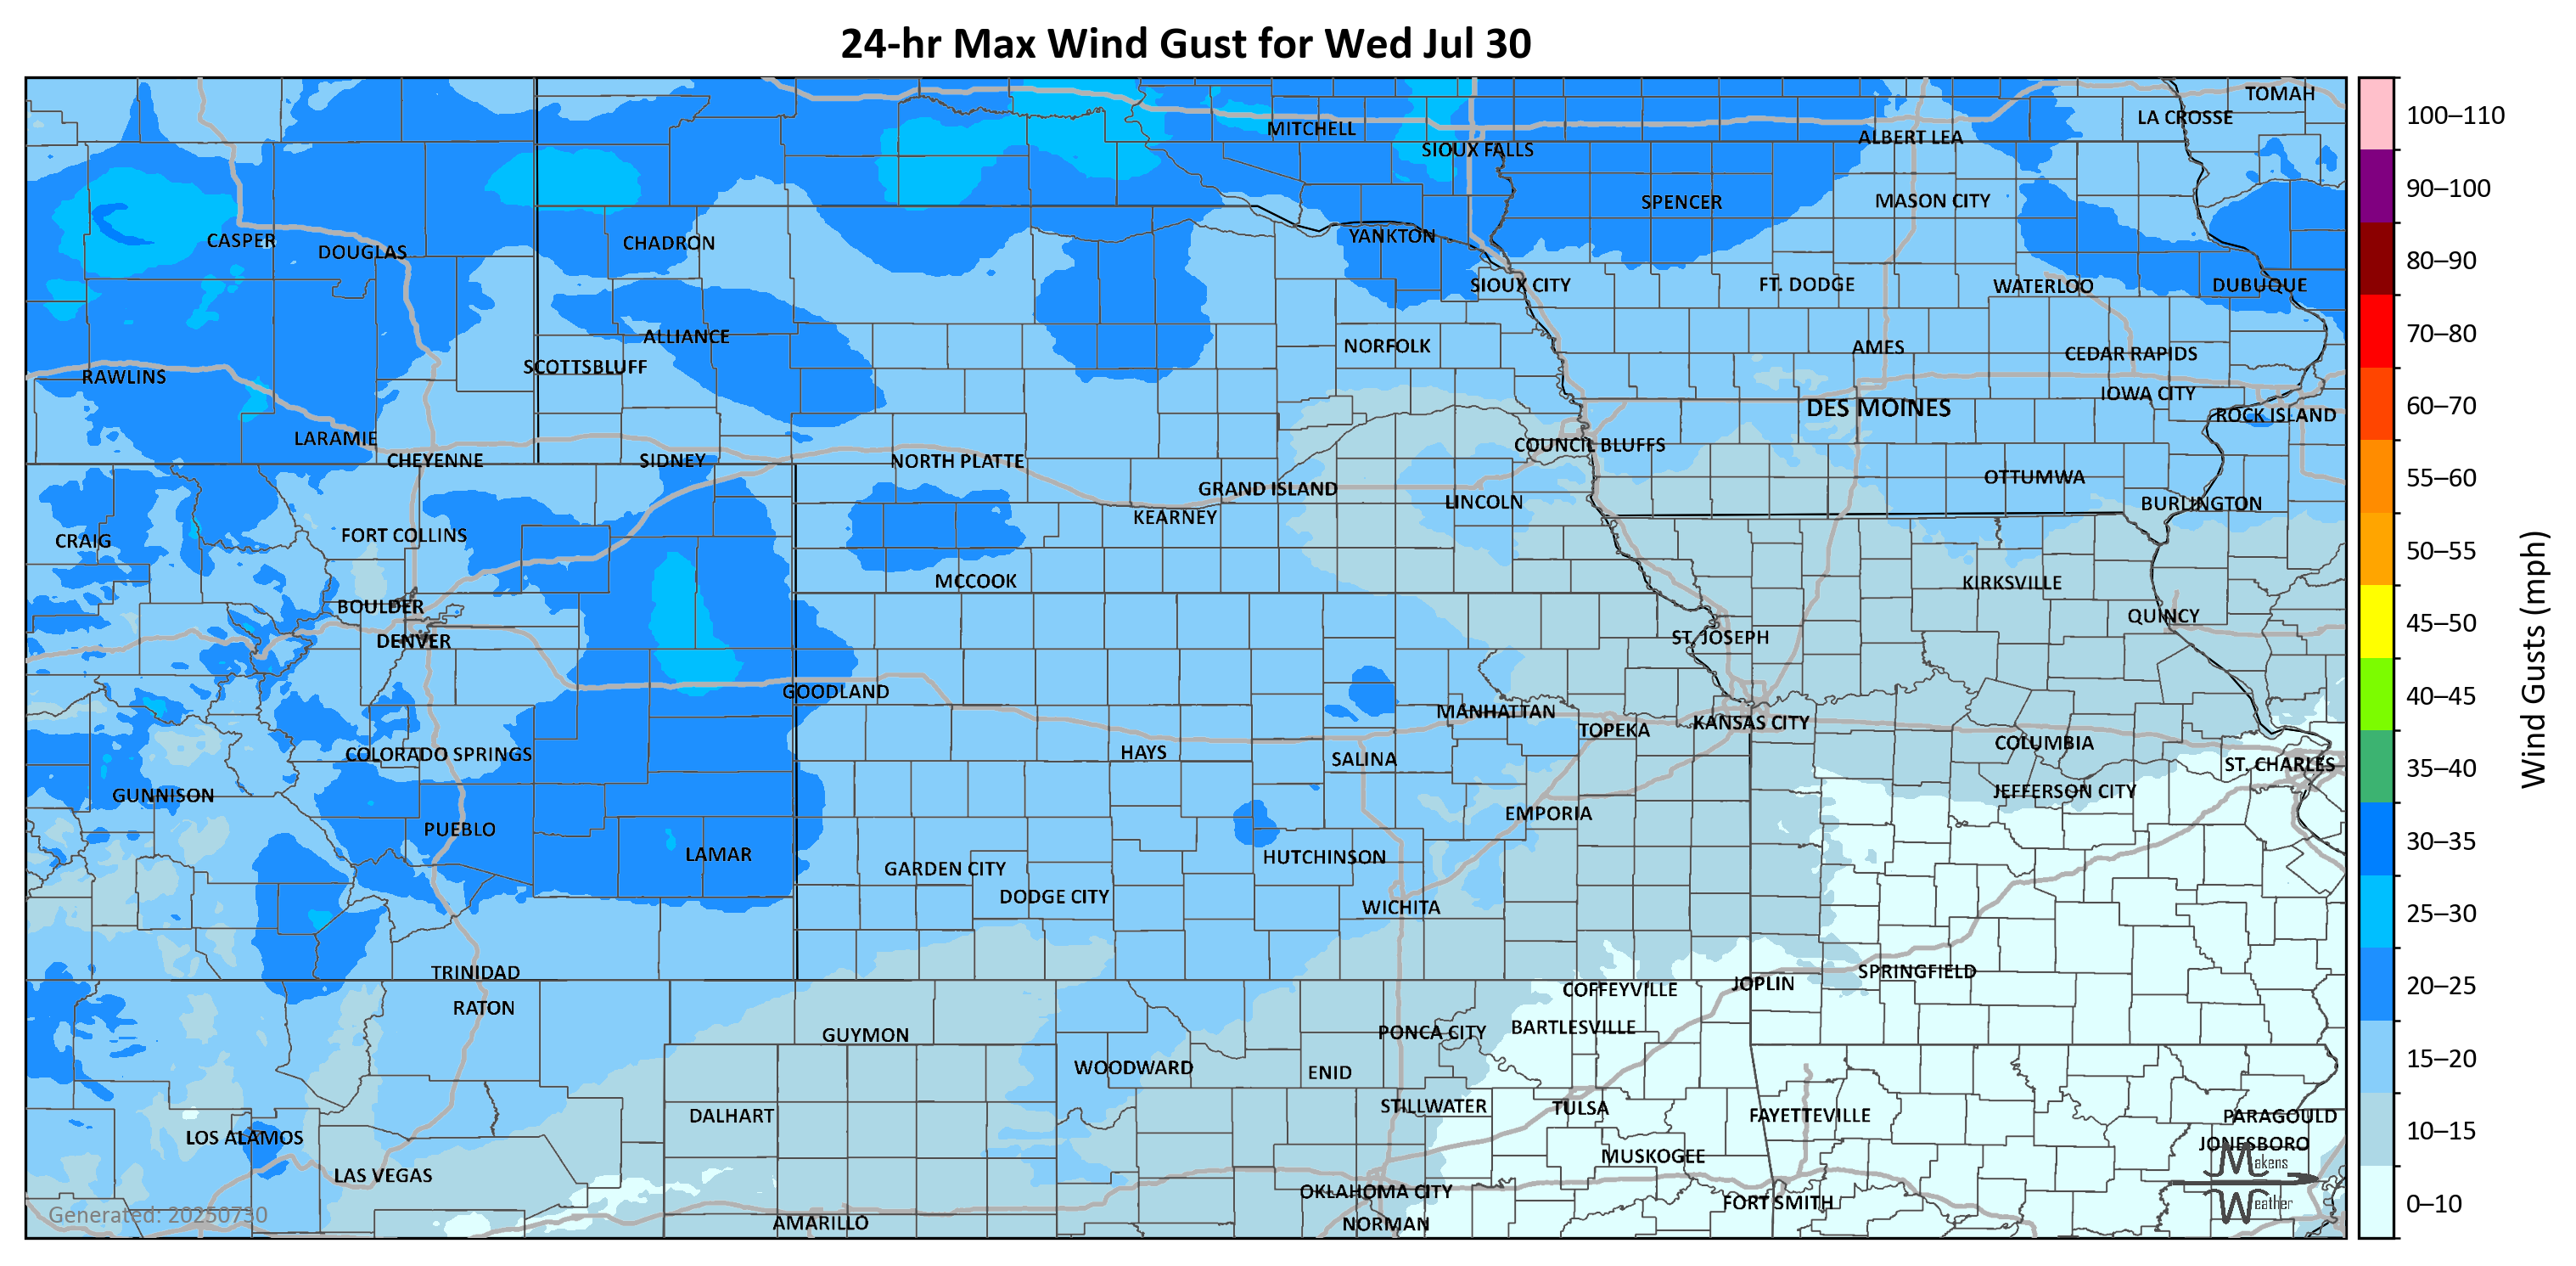 24-hr Max Wind Gust for Wed Jul 30
TOMAH
LA CROSSE
MITCHELL
ALBERT LEA
SIOUX FALLS
SPENCER
MASON CITY
CASPER
DOUGLAS
CHADRON
YANKTON
SIOUX CITY
FT. DODGE
WATERLOO
DUBUQUE
ALLIANCE
NORFOLK
AMES
CEDAR RAPIDS
SCOTTSBLUFF
RAWLINS
IOWA CITY
DES MOINES
ROCK ISLAND
LARAMIE
COUNCIL BLUFFS
CHEYENNE
SIDNEY
NORTH PLATTE
OTTUMWA
GRAND ISLAND
LINCOLN
BURLINGTON
KEARNEY
FORT COLLINS
CRAIG
MCCOOK
KIRKSVILLE
BOULDER
QUINCY
DENVER
ST. JOSEPH
GOODLAND
MANHATTAN
TOPEKA
KANSAS CITY
COLUMBIA
COLORADO SPRINGS
HAYS
SALINA
ST. CHARLES
GUNNISON
JEFFERSON CITY
EMPORIA
PUEBLO
LAMAR
HUTCHINSON
GARDEN CITY
DODGE CITY
WICHITA
TRINIDAD
SPRINGFIELD
JOPLIN
COFFEYVILLE
RATON
GUYMON
PONCA CITY
BARTLESVILLE
WOODWARD
ENID
STILLWATER
TULSA
DALHART
FAYETTEVILLE
PARAGOULD
LOS ALAMOS
JONESBORO
MUSKOGEE
LAS VEGAS
OKLAHOMA CITY
FORT SMITH
AMARILLO
NORMAN
Makens
Weather
Generated: 20250730
100–110
90–100
80–90
70–80
60–70
55–60
50–55
45–50
40–45
35–40
30–35
25–30
20–25
15–20
10–15
0–10
Wind Gusts (mph)